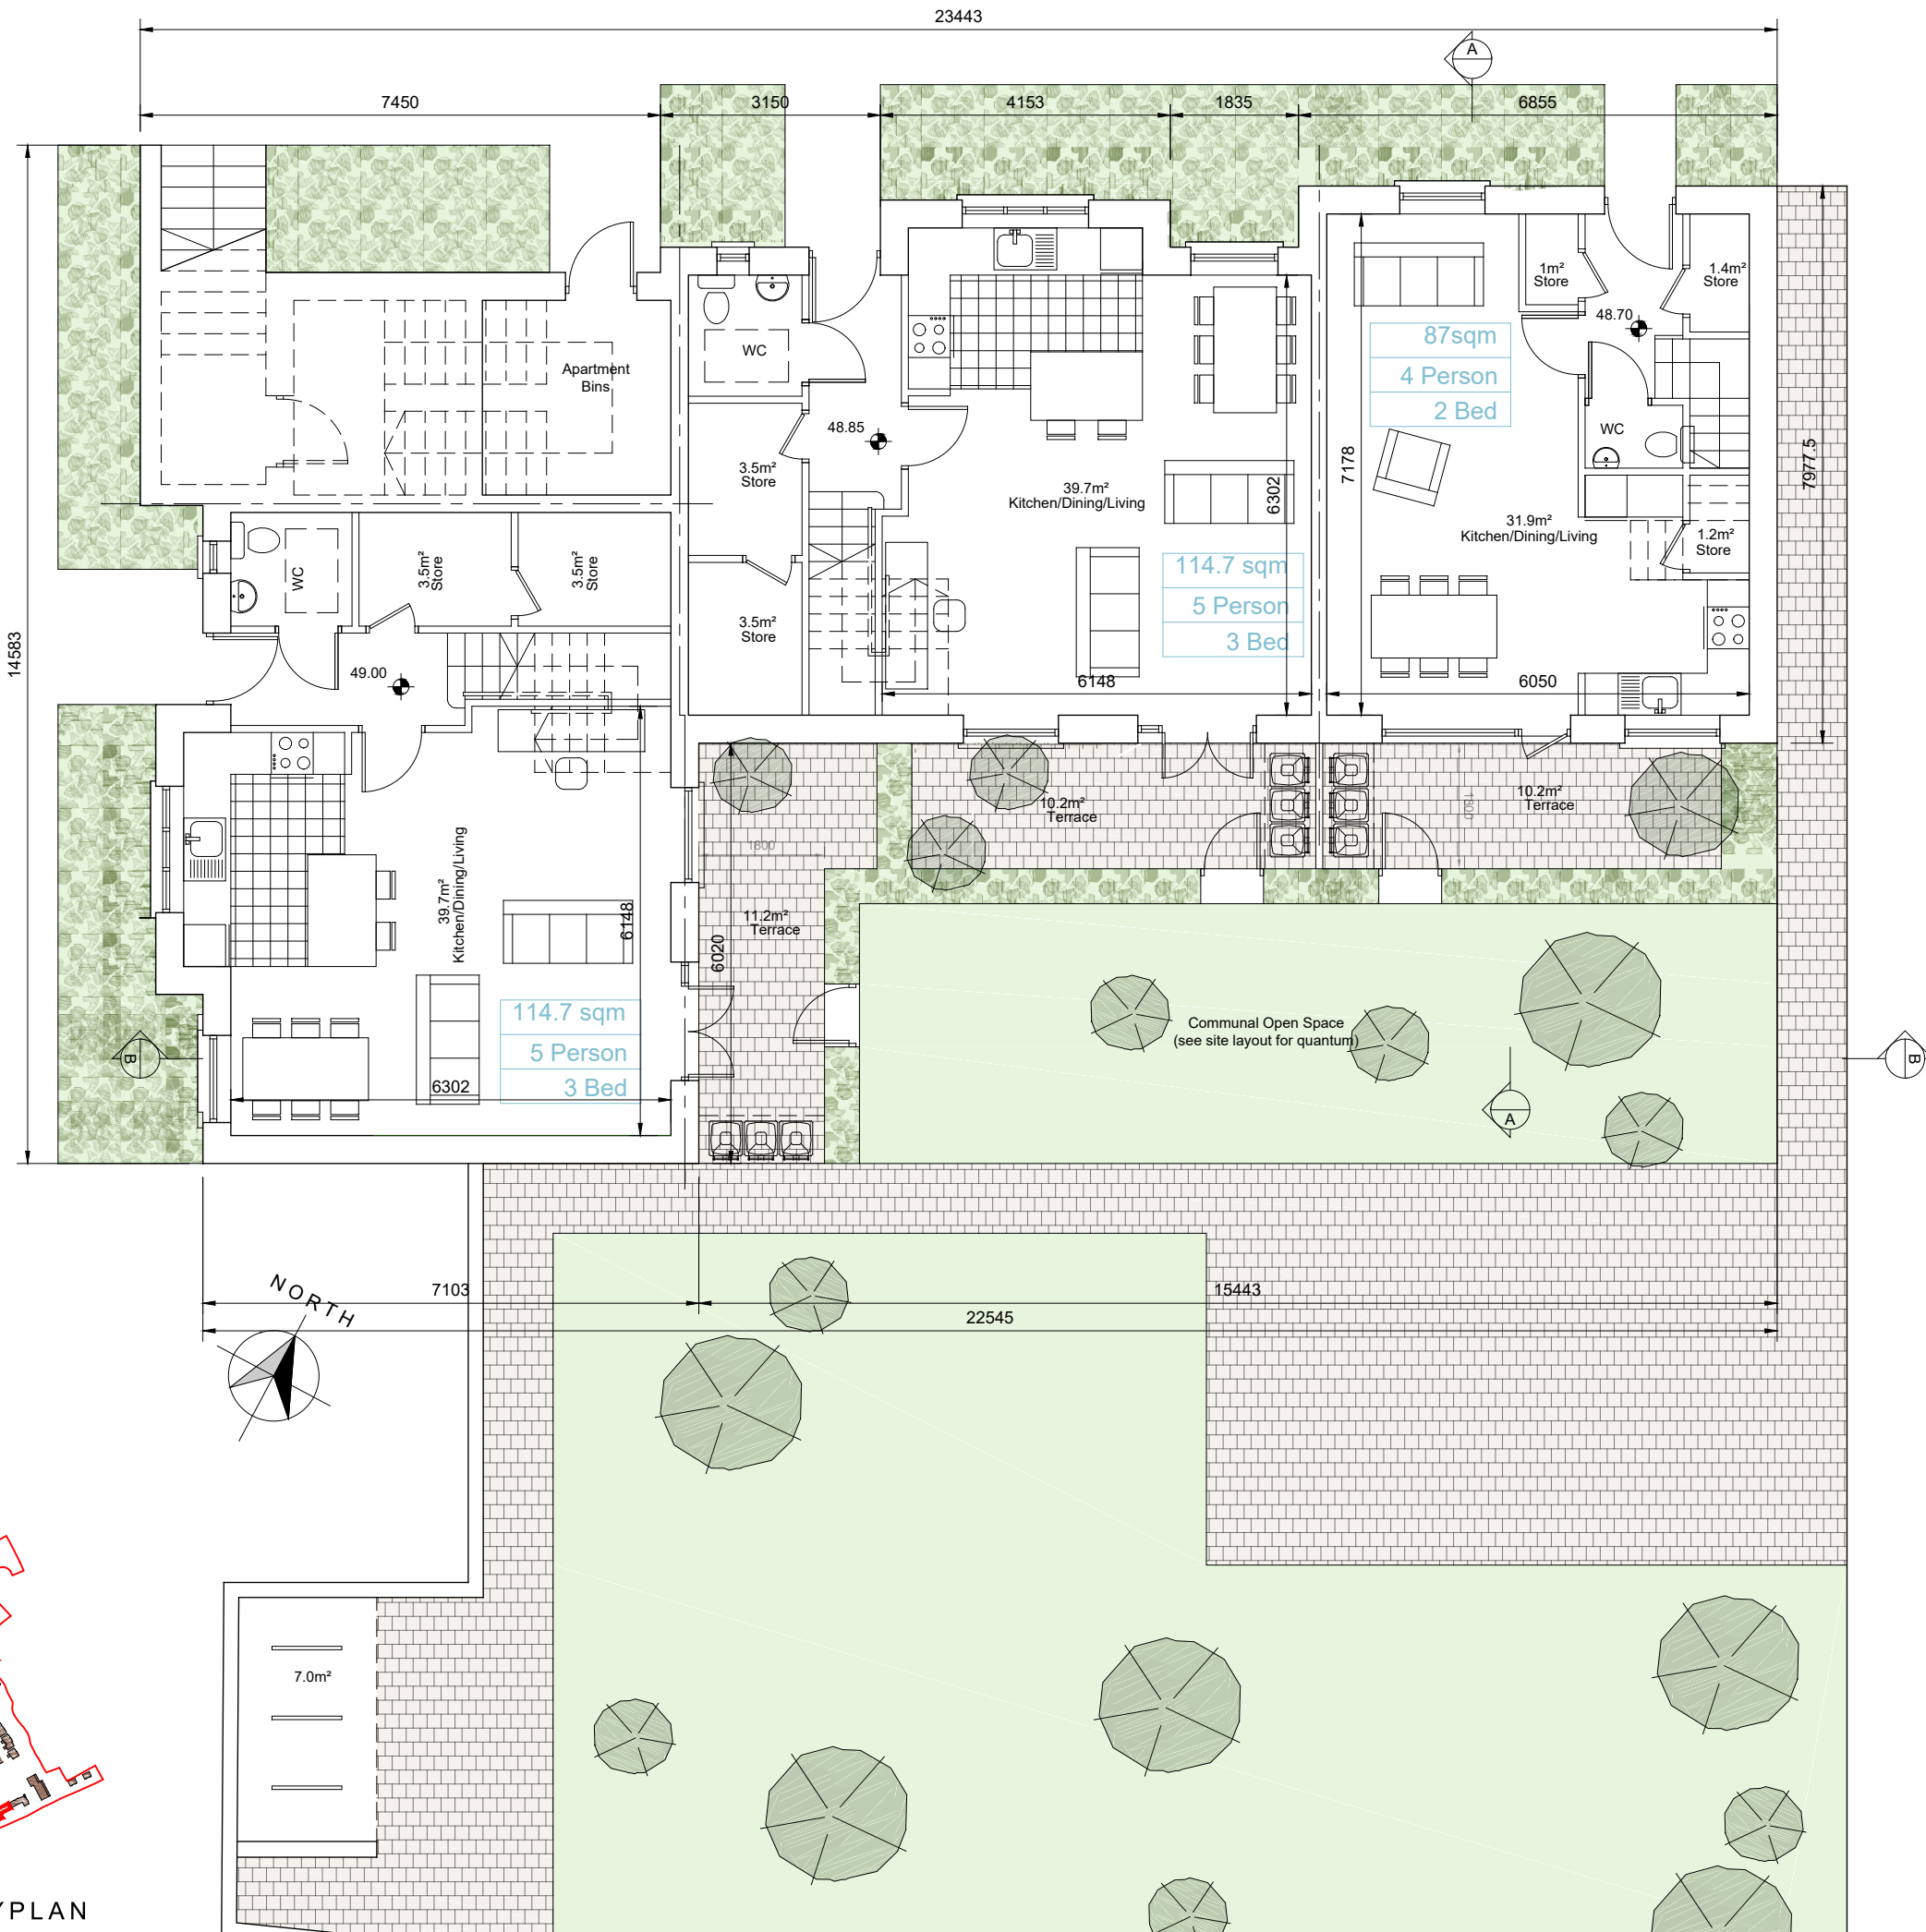 23443
A
7450
3150
4153
1835
6855
1m²
Store
1.4m²
Store
48.70
87sqm
4 Person
2 Bed
WC
Apartment
Bins
WC
48.85
7178
7977.5
3.5m²
Store
39.7m²
Kitchen/Dining/Living
6302
31.9m²
Kitchen/Dining/Living
1.2m²
Store
WC
3.5m²
Store
3.5m²
Store
114.7 sqm
5 Person
3 Bed
3.5m²
Store
14583
49.00
6148
6050
10.2m²
Terrace
1800
10.2m²
Terrace
1800
39.7m²
Kitchen/Dining/Living
6148
11.2m²
Terrace
6020
114.7 sqm
5 Person
3 Bed
Communal Open Space
(see site layout for quantum)
B
B
6302
A
7103
15443
22545
NORTH
7.0m²
YPLAN